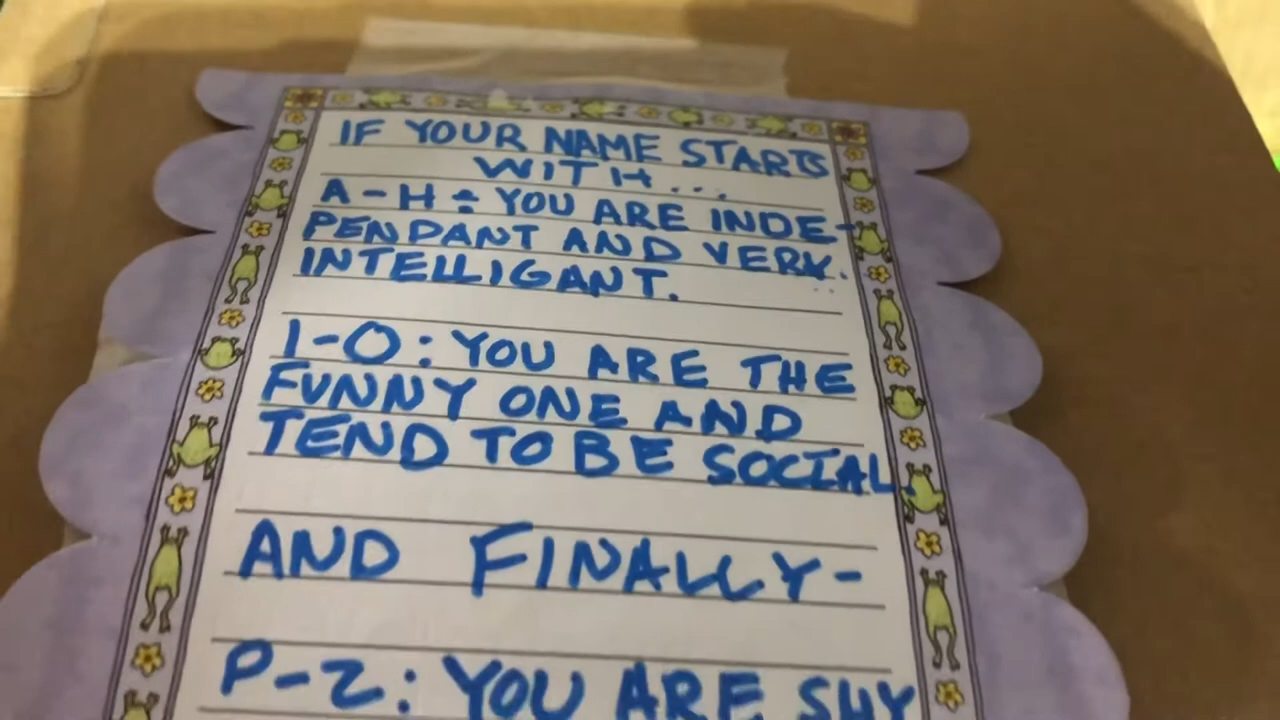 IF YOUR NAME STARTS
WITH...
A-H: YOU ARE INDE-
PENDANT AND VERY.
INTELLIGANT.
I-O: YOU ARE THE
FUNNY ONE AND
TEND TO BE SOCIAL.
AND FINALLY-
P-Z: YOU ARE SHY